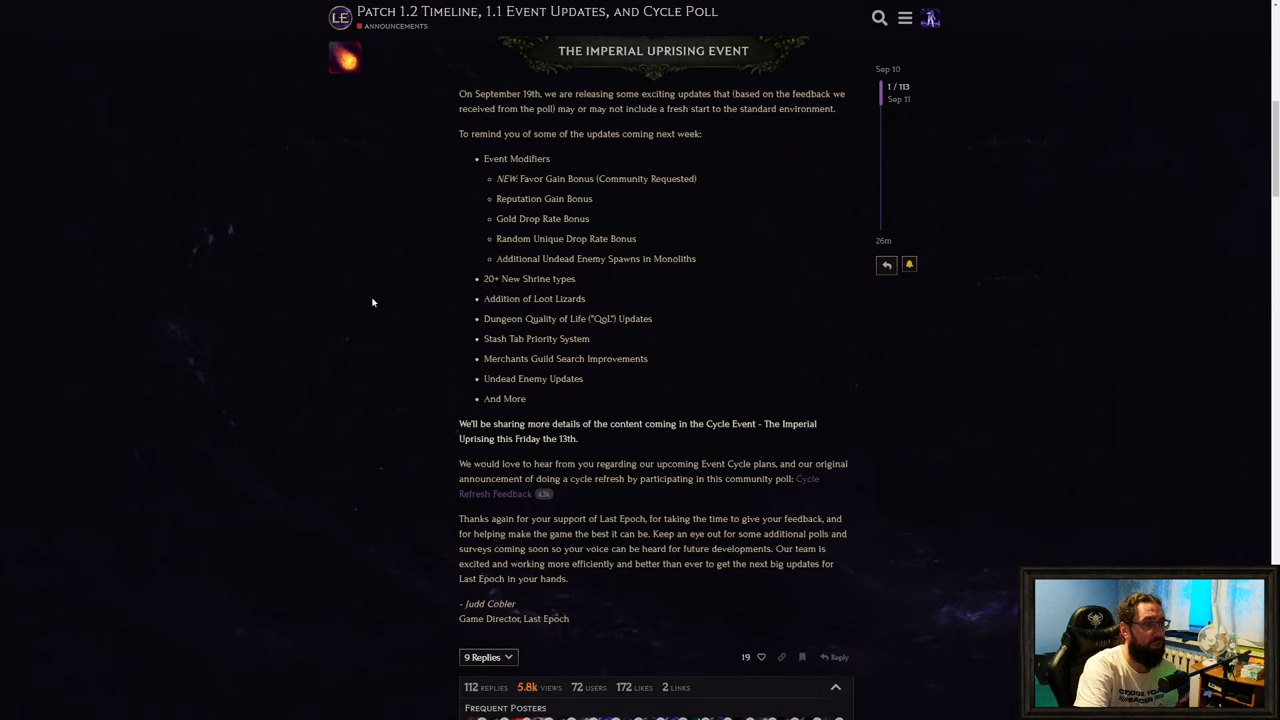 LE
Patch 1.2 Timeline, 1.1 Event Updates, and Cycle Poll
ANNOUNCEMENTS
THE IMPERIAL UPRISING EVENT
Sep 10
1 / 113
Sep 11
26m
On September 19th, we are releasing some exciting updates that (based on the feedback we
received from the poll) may or may not include a fresh start to the standard environment.
To remind you of some of the updates coming next week:
• Event Modifiers
NEW: Favor Gain Bonus (Community Requested)
Reputation Gain Bonus
Gold Drop Rate Bonus
Random Unique Drop Rate Bonus
Additional Undead Enemy Spawns in Monoliths
• 20+ New Shrine types
• Addition of Loot Lizards
• Dungeon Quality of Life ("QoL") Updates
• Stash Tab Priority System
• Merchants Guild Search Improvements
• Undead Enemy Updates
• And More
We'll be sharing more details of the content coming in the Cycle Event - The Imperial
Uprising this Friday the 13th.
We would love to hear from you regarding our upcoming Event Cycle plans, and our original
announcement of doing a cycle refresh by participating in this community poll: Cycle
Refresh Feedback 4.3k
Thanks again for your support of Last Epoch, for taking the time to give your feedback, and
for helping make the game the best it can be. Keep an eye out for some additional polls and
surveys coming soon so your voice can be heard for future developments. Our team is
excited and working more efficiently and better than ever to get the next big updates for
Last Epoch in your hands.
- Judd Cobler
Game Director, Last Epoch
9 Replies
19
Reply
112 REPLIES 5.8k VIEWS 72 USERS 172 LIKES 2 LINKS
FREQUENT POSTERS
CHOOSE YOU